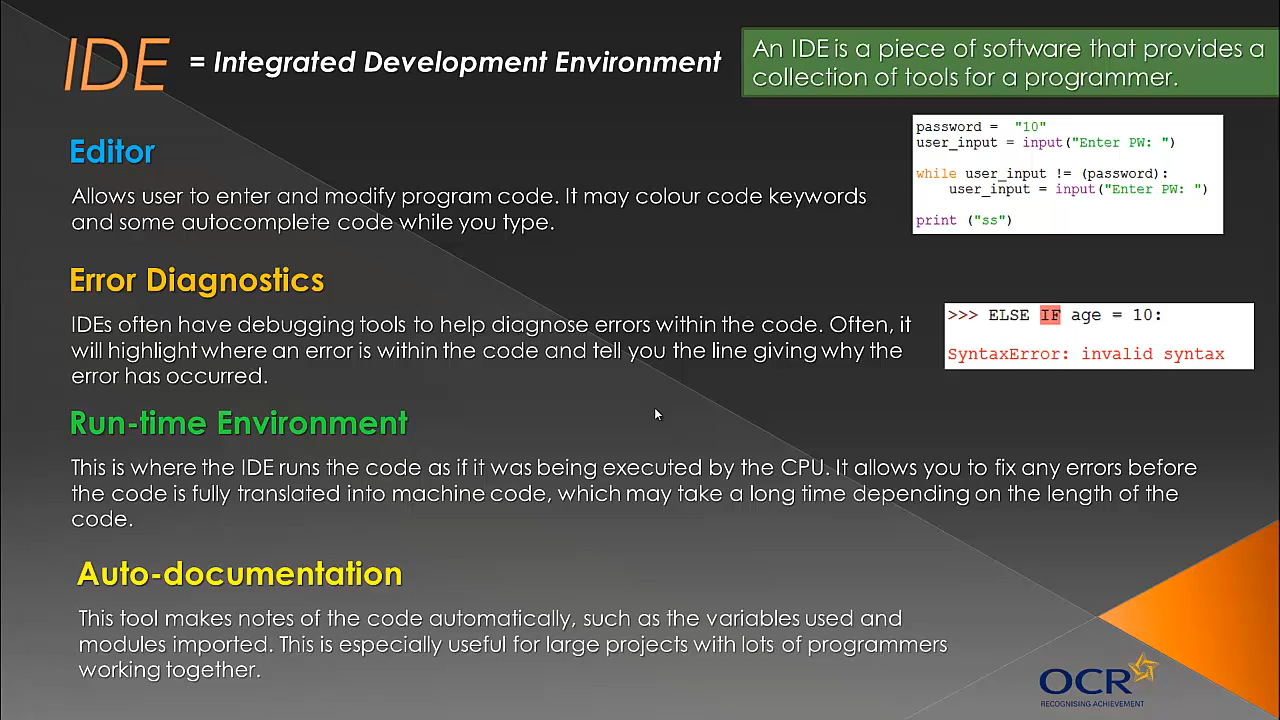 IDE = Integrated Development Environment
An IDE is a piece of software that provides a
collection of tools for a programmer.
Editor
Allows user to enter and modify program code. It may colour code keywords
and some autocomplete code while you type.
password =  "10"
user_input = input("Enter PW: ")
while user_input != (password):
    user_input = input("Enter PW: ")
print ("ss")
Error Diagnostics
IDEs often have debugging tools to help diagnose errors within the code. Often, it
will highlight where an error is within the code and tell you the line giving why the
error has occurred.
>>> ELSE IF age = 10:
SyntaxError: invalid syntax
Run-time Environment
This is where the IDE runs the code as if it was being executed by the CPU. It allows you to fix any errors before
the code is fully translated into machine code, which may take a long time depending on the length of the
code.
Auto-documentation
This tool makes notes of the code automatically, such as the variables used and
modules imported. This is especially useful for large projects with lots of programmers
working together.
OCR
RECOGNISING ACHIEVEMENT